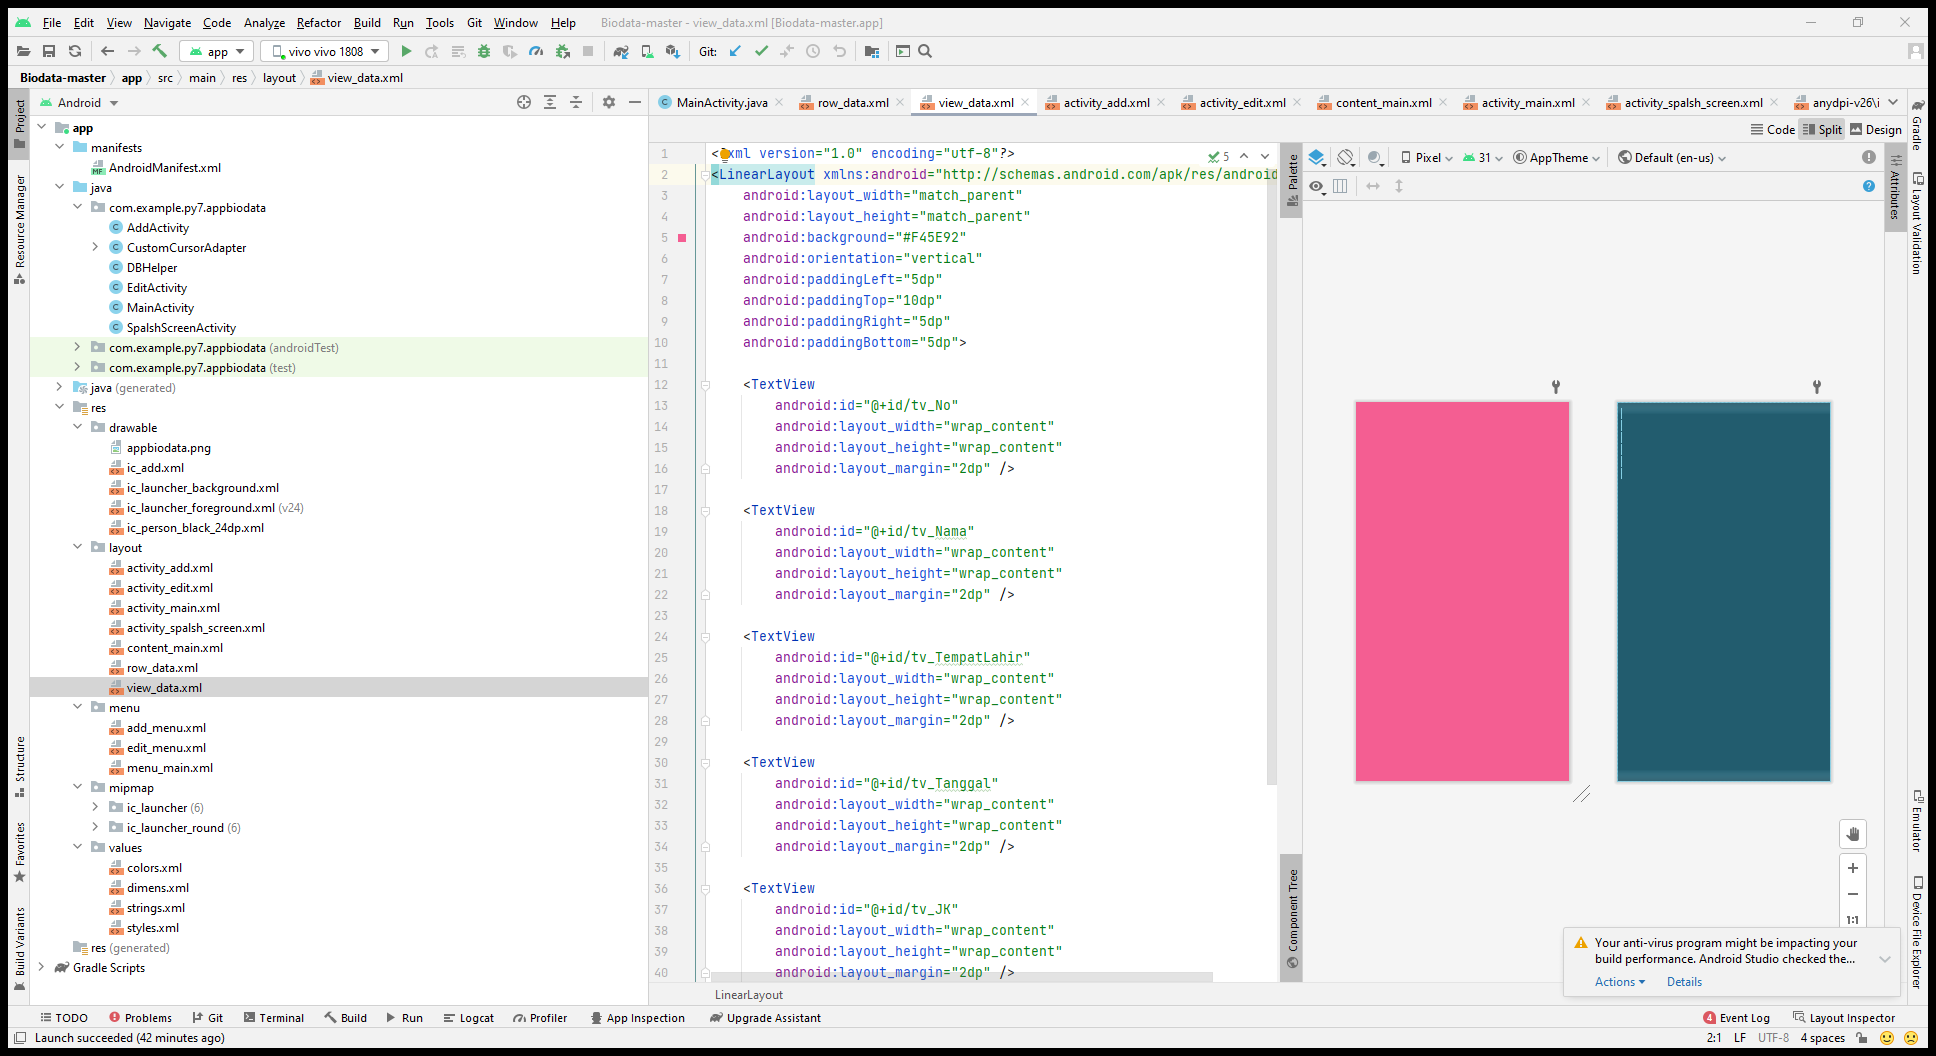 File Edit View Navigate Code Analyze Refactor Build Run Tools Git Window Help Biodata-master - view_data.xml [Biodata-master.app]
app vivo vivo 1808 Git:
Biodata-master app src main res layout view_data.xml
Project
Resource Manager
Structure
Favorites
Build Variants
Android
app
manifests
AndroidManifest.xml
java
com.example.py7.appbiodata
AddActivity
CustomCursorAdapter
DBHelper
EditActivity
MainActivity
SpalshScreenActivity
com.example.py7.appbiodata (androidTest)
com.example.py7.appbiodata (test)
java (generated)
res
drawable
appbiodata.png
ic_add.xml
ic_launcher_background.xml
ic_launcher_foreground.xml (v24)
ic_person_black_24dp.xml
layout
activity_add.xml
activity_edit.xml
activity_main.xml
activity_spalsh_screen.xml
content_main.xml
row_data.xml
view_data.xml
menu
add_menu.xml
edit_menu.xml
menu_main.xml
mipmap
ic_launcher (6)
ic_launcher_round (6)
values
colors.xml
dimens.xml
strings.xml
styles.xml
res (generated)
Gradle Scripts
MainActivity.java row_data.xml view_data.xml activity_add.xml activity_edit.xml content_main.xml activity_main.xml activity_spalsh_screen.xml anydpi-v26\i
Code Split Design
5
1 <?xml version="1.0" encoding="utf-8"?>
2 <LinearLayout xmlns:android="http://schemas.android.com/apk/res/android
3 android:layout_width="match_parent"
4 android:layout_height="match_parent"
5 android:background="#F45E92"
6 android:orientation="vertical"
7 android:paddingLeft="5dp"
8 android:paddingTop="10dp"
9 android:paddingRight="5dp"
10 android:paddingBottom="5dp">
11
12 <TextView
13 android:id="@+id/tv_No"
14 android:layout_width="wrap_content"
15 android:layout_height="wrap_content"
16 android:layout_margin="2dp" />
17
18 <TextView
19 android:id="@+id/tv_Nama"
20 android:layout_width="wrap_content"
21 android:layout_height="wrap_content"
22 android:layout_margin="2dp" />
23
24 <TextView
25 android:id="@+id/tv_TempatLahir"
26 android:layout_width="wrap_content"
27 android:layout_height="wrap_content"
28 android:layout_margin="2dp" />
29
30 <TextView
31 android:id="@+id/tv_Tanggal"
32 android:layout_width="wrap_content"
33 android:layout_height="wrap_content"
34 android:layout_margin="2dp" />
35
36 <TextView
37 android:id="@+id/tv_JK"
38 android:layout_width="wrap_content"
39 android:layout_height="wrap_content"
40 android:layout_margin="2dp" />
LinearLayout
Palette
Component Tree
Pixel 31 AppTheme Default (en-us)
1:1
Attributes
Gradle
Layout Validation
Emulator
Device File Explorer
Your anti-virus program might be impacting your
build performance. Android Studio checked the...
Actions Details
TODO Problems Git Terminal Build Run Logcat Profiler App Inspection Upgrade Assistant 4 Event Log Layout Inspector
Launch succeeded (42 minutes ago) 2:1 LF UTF-8 4 spaces